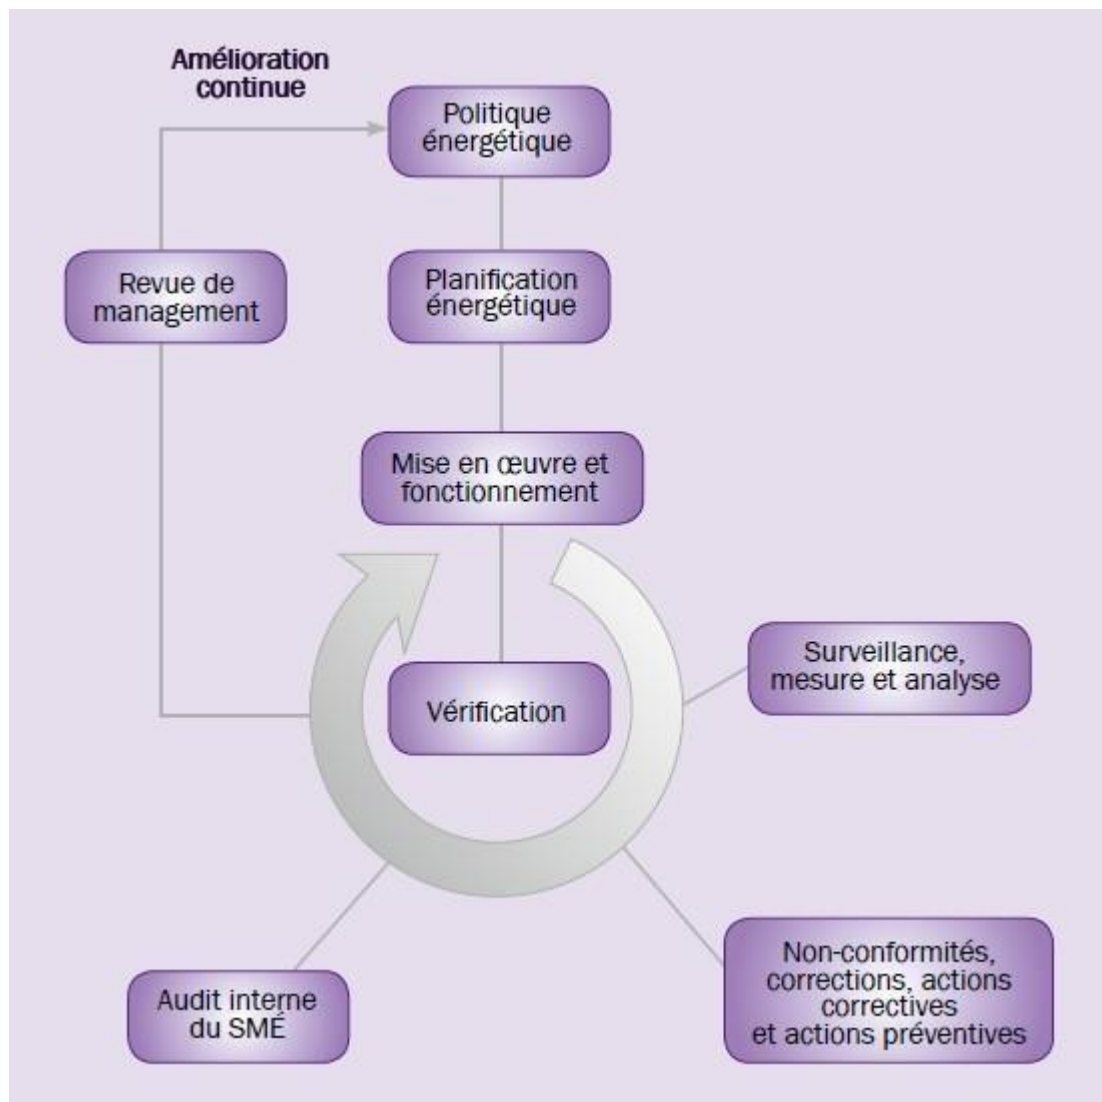 Amélioration
continue
Politique
énergétique
Revue de
management
Planification
énergétique
Mise en œuvre et
fonctionnement
Vérification
Surveillance,
mesure et analyse
Non-conformités,
corrections, actions
correctives
et actions préventives
Audit interne
du SMÉ